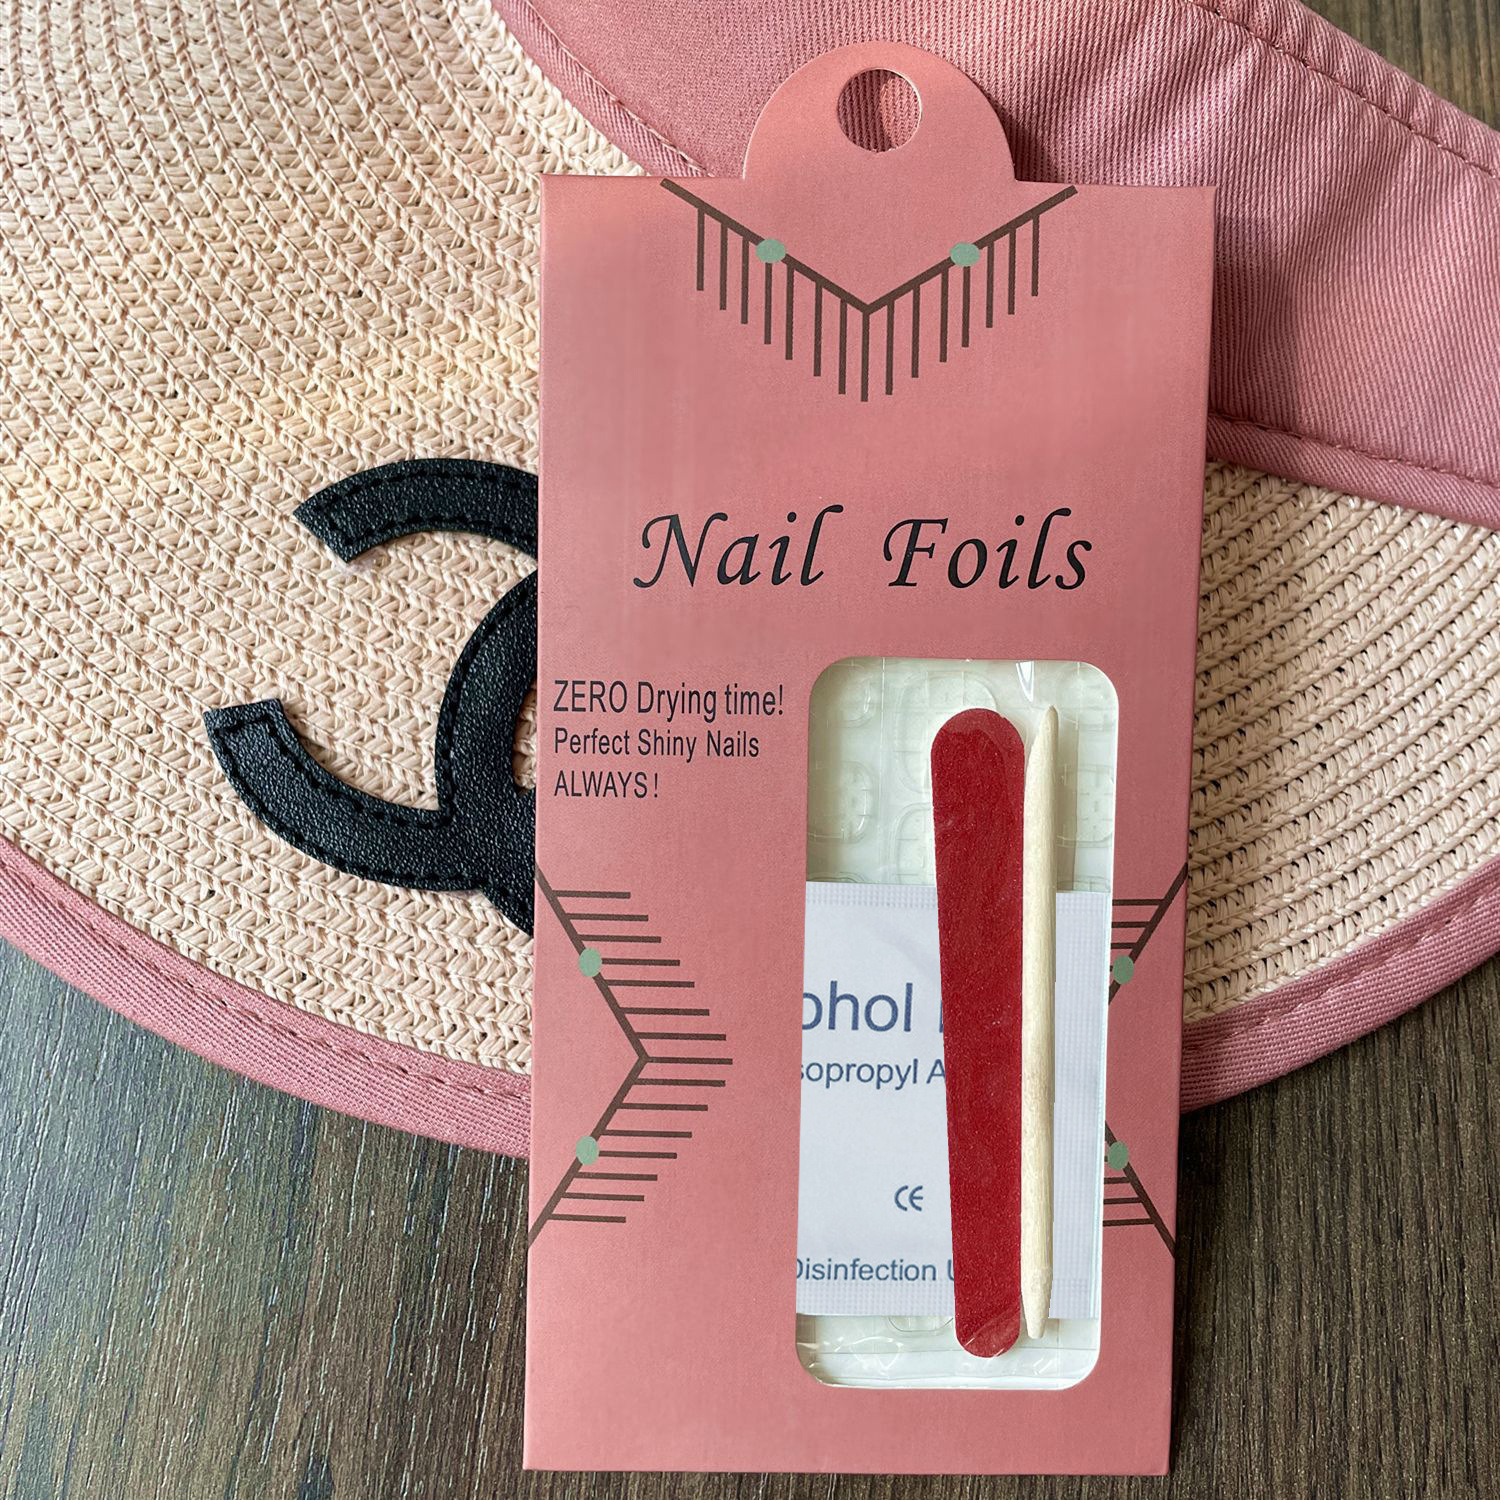 Nail Foils
ZERO Drying time!
Perfect Shiny Nails
ALWAYS!
ohol
sopropyl A
CE
Disinfection U